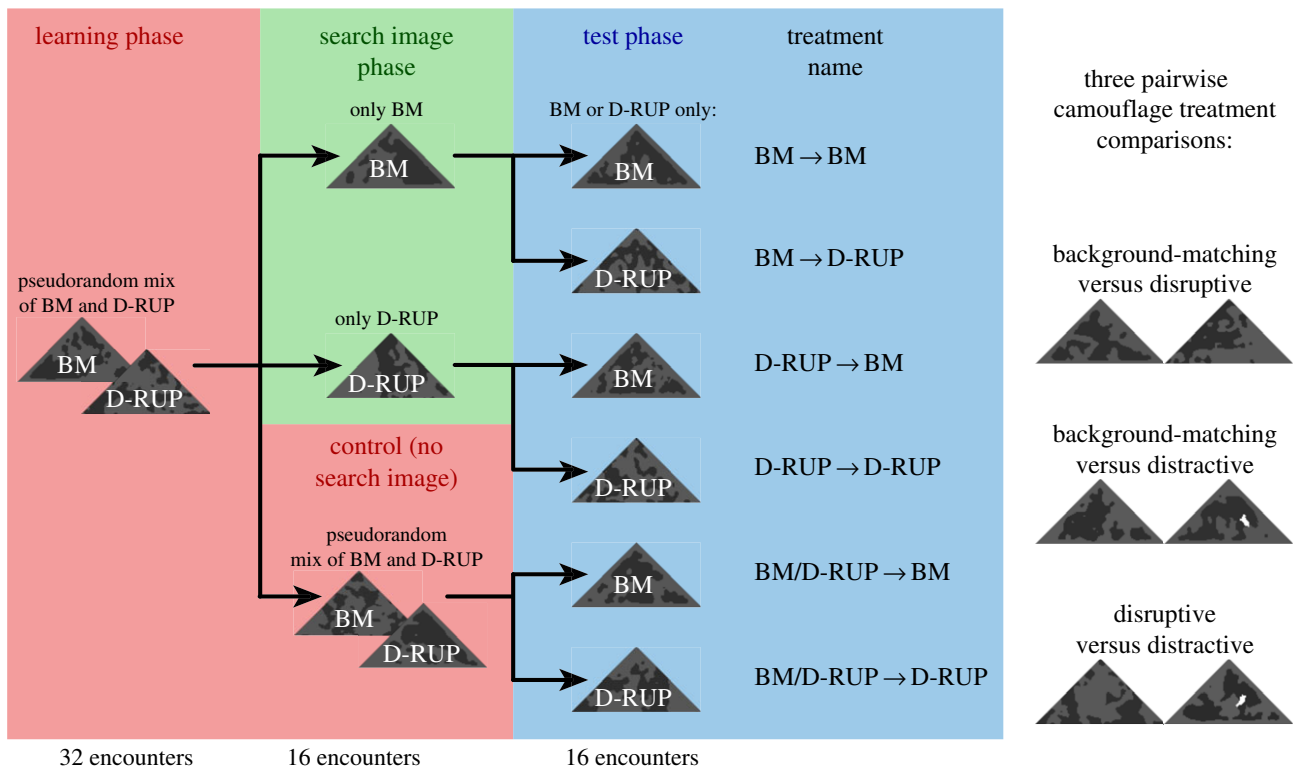 learning phase
search image
phase
test phase
treatment
name
three pairwise
camouflage treatment
comparisons:
only BM
BM or D-RUP only:
BM
BM
BM → BM
D-RUP
BM → D-RUP
pseudorandom mix
of BM and D-RUP
BM
D-RUP
only D-RUP
D-RUP
BM
D-RUP → BM
D-RUP
D-RUP → D-RUP
control (no
search image)
pseudorandom
mix of BM and D-RUP
BM
D-RUP
BM
BM/D-RUP → BM
D-RUP
BM/D-RUP → D-RUP
background-matching
versus disruptive
background-matching
versus distractive
disruptive
versus distractive
32 encounters
16 encounters
16 encounters